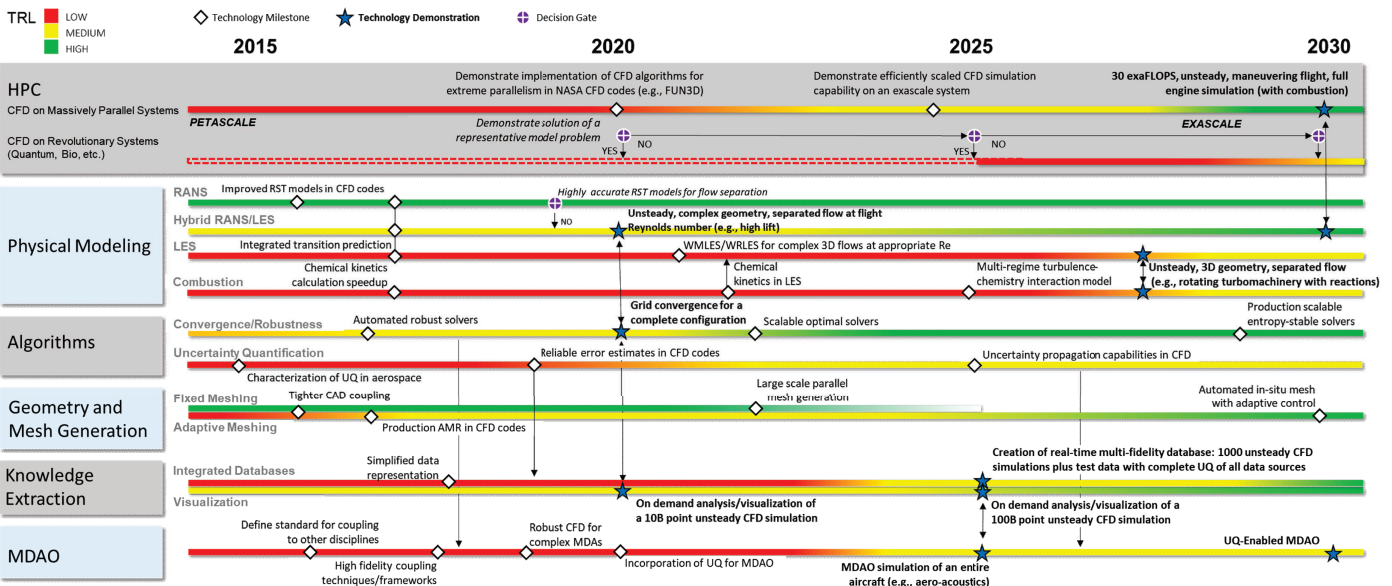 TRL
LOW
MEDIUM
HIGH
Technology Milestone
Technology Demonstration
Decision Gate
2015
2020
2025
2030
HPC
CFD on Massively Parallel Systems
CFD on Revolutionary Systems
(Quantum, Bio, etc.)
Demonstrate implementation of CFD algorithms for
extreme parallelism in NASA CFD codes (e.g., FUN3D)
Demonstrate efficiently scaled CFD simulation
capability on an exascale system
30 exaFLOPS, unsteady, maneuvering flight, full
engine simulation (with combustion)
PETASCALE
Demonstrate solution of a
representative model problem
YES
NO
YES
NO
EXASCALE
Physical Modeling
RANS
Improved RST models in CFD codes
Highly accurate RST models for flow separation
Hybrid RANS/LES
NO
Unsteady, complex geometry, separated flow at flight
Reynolds number (e.g., high lift)
LES
Integrated transition prediction
WMLES/WRLES for complex 3D flows at appropriate Re
Chemical kinetics
calculation speedup
Combustion
Chemical
kinetics in LES
Multi-regime turbulence-
chemistry interaction model
Unsteady, 3D geometry, separated flow
(e.g., rotating turbomachinery with reactions)
Grid convergence for a
complete configuration
Algorithms
Convergence/Robustness
Automated robust solvers
Scalable optimal solvers
Production scalable
entropy-stable solvers
Uncertainty Quantification
Characterization of UQ in aerospace
Reliable error estimates in CFD codes
Uncertainty propagation capabilities in CFD
Geometry and
Mesh Generation
Fixed Meshing
Tighter CAD coupling
Large scale parallel
mesh generation
Automated in-situ mesh
with adaptive control
Adaptive Meshing
Production AMR in CFD codes
Knowledge
Extraction
Integrated Databases
Simplified data
representation
Creation of real-time multi-fidelity database: 1000 unsteady CFD
simulations plus test data with complete UQ of all data sources
Visualization
On demand analysis/visualization of
a 10B point unsteady CFD simulation
On demand analysis/visualization of a
100B point unsteady CFD simulation
MDAO
Define standard for coupling
to other disciplines
High fidelity coupling
techniques/frameworks
Robust CFD for
complex MDAs
Incorporation of UQ for MDAO
MDAO simulation of an entire
aircraft (e.g., aero-acoustics)
UQ-Enabled MDAO